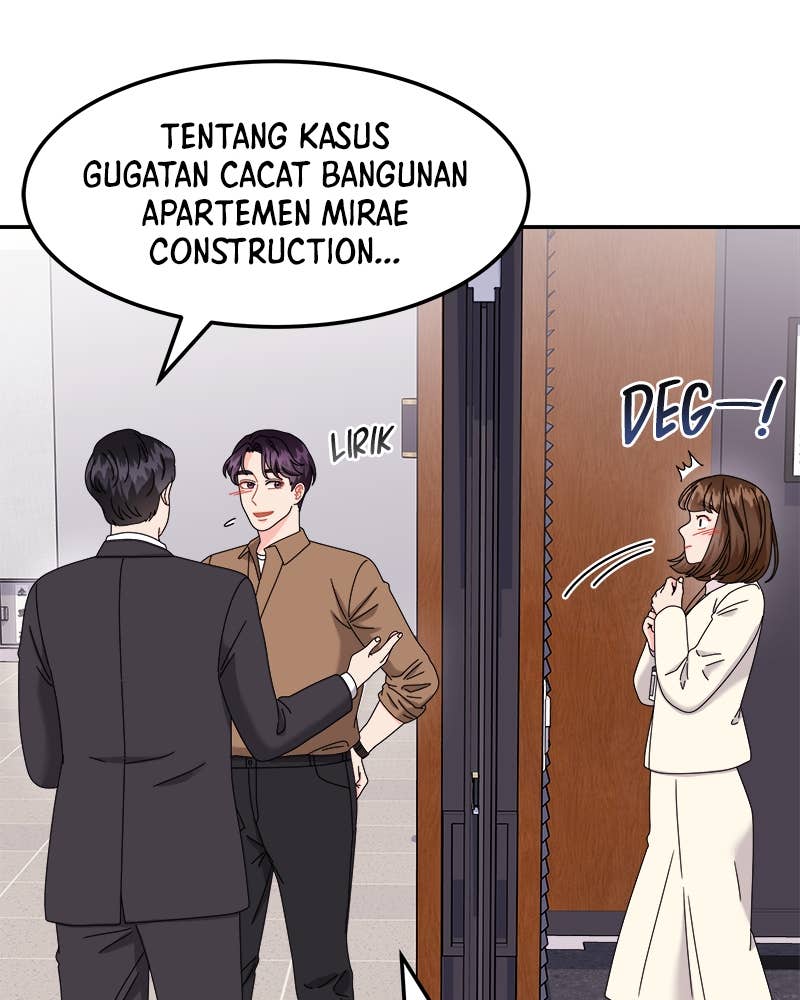 TENTANG KASUS
GUGATAN CACAT BANGUNAN
APARTEMEN MIRAE
CONSTRUCTION...
LIRIK
DEG—!